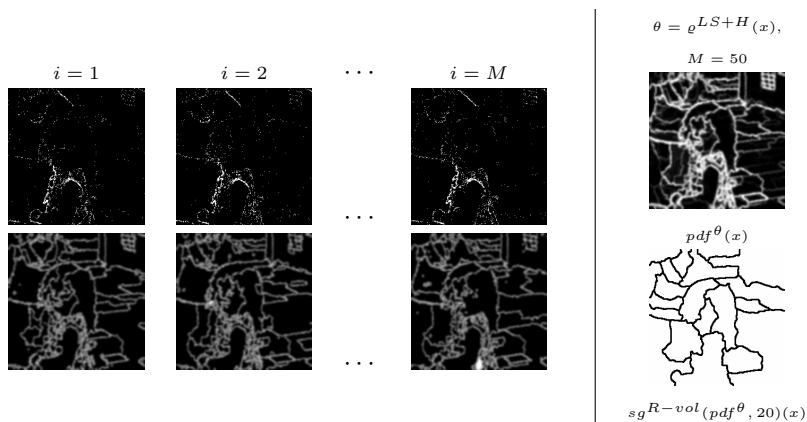 i = 1
i = 2
· · ·
i = M
· · ·
· · ·
θ = ϱ^{LS+H}(x),
M = 50
pdf^θ(x)
sg^{R−vol}(pdf^θ, 20)(x)